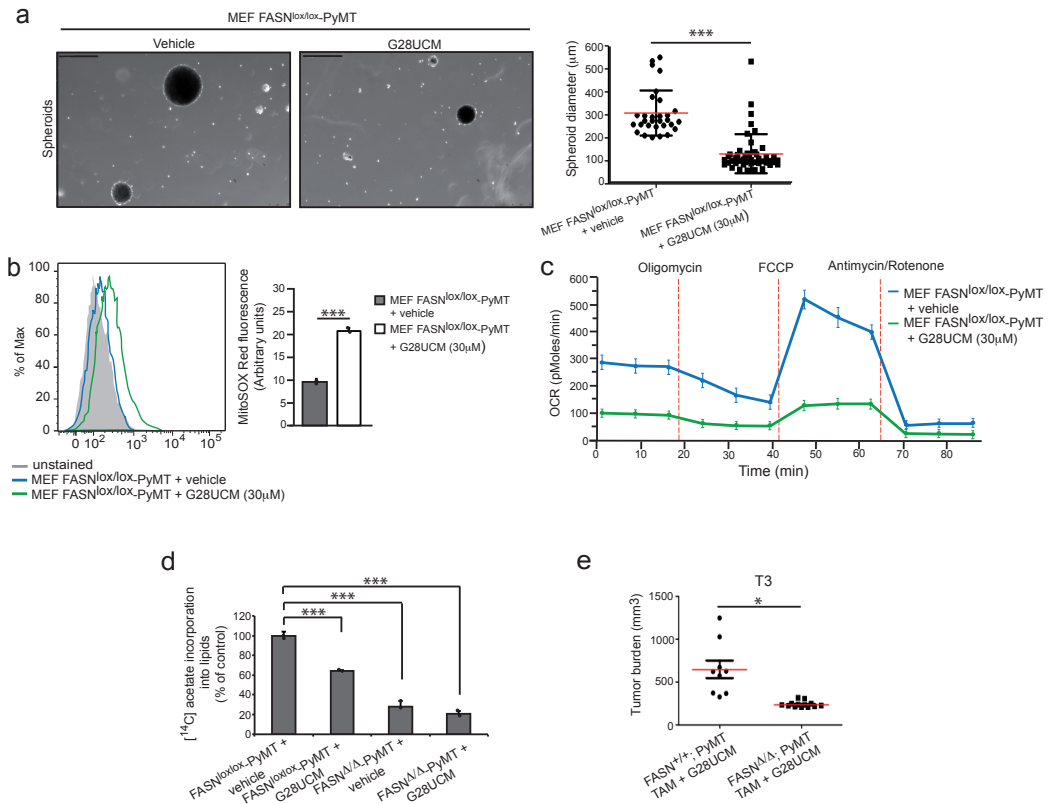 a
MEF FASNlox/lox-PyMT
Vehicle
G28UCM
Spheroids
Spheroid diameter (µm)
600
500
400
300
200
100
0
***
MEF FASNlox/lox-PyMT
+ vehicle
MEF FASNlox/lox-PyMT
+ G28UCM (30µM)
b
% of Max
100
80
60
40
20
0
0 10² 10³ 10⁴ 10⁵
unstained
MEF FASNlox/lox-PyMT + vehicle
MEF FASNlox/lox-PyMT + G28UCM (30µM)
MitoSOX Red fluorescence
(Arbitrary units)
30
25
20
15
10
5
0
***
MEF FASNlox/lox-PyMT
+ vehicle
MEF FASNlox/lox-PyMT
+ G28UCM (30µM)
c
Oligomycin
FCCP
Antimycin/Rotenone
OCR (pMoles/min)
600
500
400
300
200
100
0
0 10 20 30 40 50 60 70 80
Time (min)
MEF FASNlox/lox-PyMT
+ vehicle
MEF FASNlox/lox-PyMT
+ G28UCM (30µM)
d
[¹⁴C] acetate incorporation
into lipids
(% of control)
120
100
80
60
40
20
0
***
***
***
FASNlox/lox-PyMT +
vehicle
FASNlox/lox-PyMT +
G28UCM
FASNΔ/Δ-PyMT +
vehicle
FASNΔ/Δ-PyMT +
G28UCM
e
T3
Tumor burden (mm3)
1500
1000
500
0
*
FASN+/+; PyMT
TAM + G28UCM
FASNΔ/Δ; PyMT
TAM + G28UCM